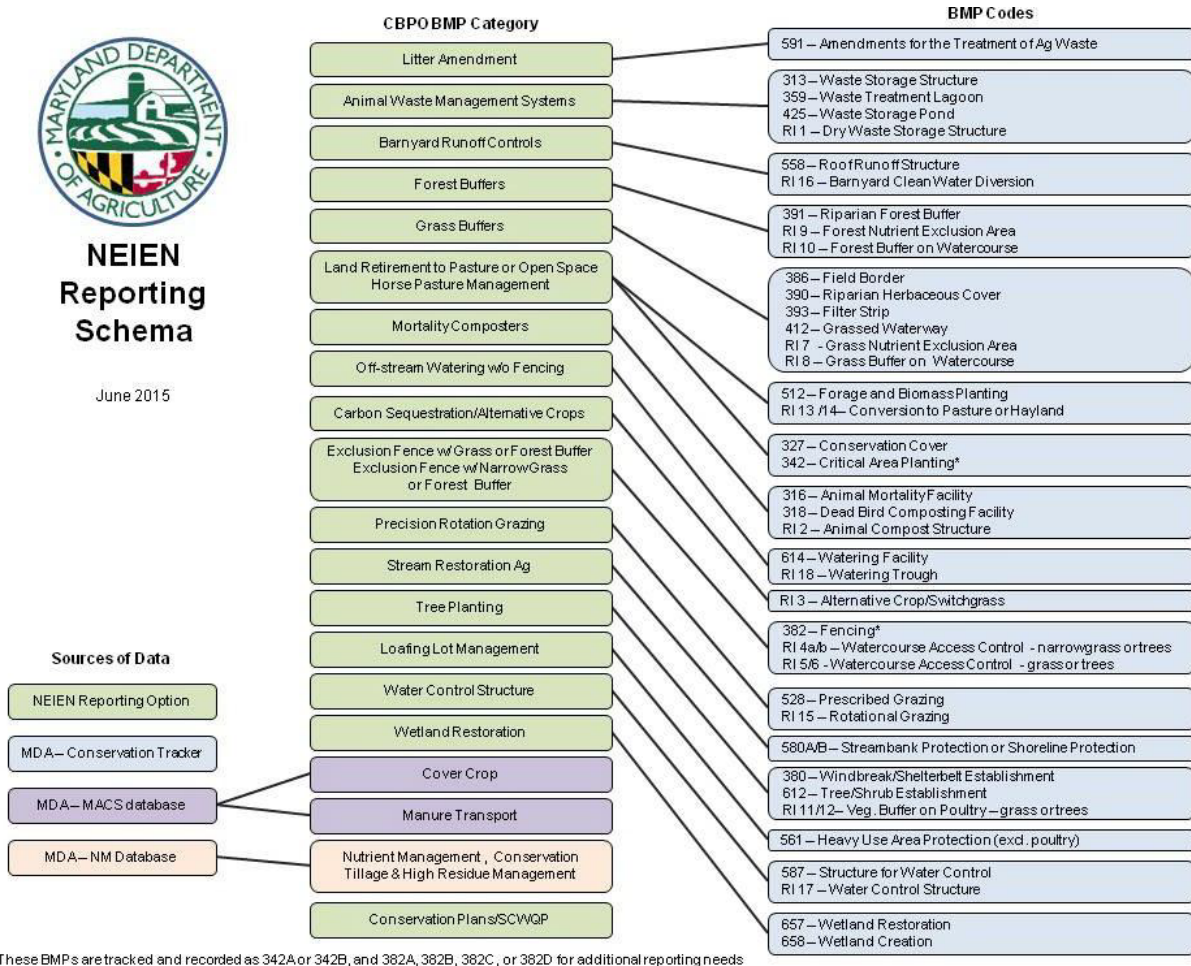 MARYLAND DEPARTMENT
OF AGRICULTURE
NEIEN
Reporting
Schema
June 2015
Sources of Data
NEIEN Reporting Option
MDA – Conservation Tracker
MDA – MACS database
MDA – NM Database
CBPO BMP Category
Litter Amendment
Animal Waste Management Systems
Barnyard Runoff Controls
Forest Buffers
Grass Buffers
Land Retirement to Pasture or Open Space
Horse Pasture Management
Mortality Composters
Off-stream Watering w/o Fencing
Carbon Sequestration/Alternative Crops
Exclusion Fence w/ Grass or Forest Buffer
Exclusion Fence w/ Narrow Grass
or Forest Buffer
Precision Rotation Grazing
Stream Restoration Ag
Tree Planting
Loafing Lot Management
Water Control Structure
Wetland Restoration
Cover Crop
Manure Transport
Nutrient Management , Conservation
Tillage & High Residue Management
Conservation Plans/SCWQP
BMP Codes
591 – Amendments for the Treatment of Ag Waste
313 – Waste Storage Structure
359 – Waste Treatment Lagoon
425 – Waste Storage Pond
RI 1 – Dry Waste Storage Structure
558 – Roof Runoff Structure
RI 16 – Barnyard Clean Water Diversion
391 – Riparian Forest Buffer
RI 9 – Forest Nutrient Exclusion Area
RI 10 – Forest Buffer on Watercourse
386 – Field Border
390 – Riparian Herbaceous Cover
393 – Filter Strip
412 – Grassed Waterway
RI 7 - Grass Nutrient Exclusion Area
RI 8 – Grass Buffer on Watercourse
512 – Forage and Biomass Planting
RI 13 /14 – Conversion to Pasture or Hayland
327 – Conservation Cover
342 – Critical Area Planting*
316 – Animal Mortality Facility
318 – Dead Bird Composting Facility
RI 2 – Animal Compost Structure
614 – Watering Facility
RI 18 – Watering Trough
RI 3 – Alternative Crop/Switchgrass
382 – Fencing*
RI 4a/b – Watercourse Access Control - narrow grass or trees
RI 5/6 - Watercourse Access Control - grass or trees
528 – Prescribed Grazing
RI 15 – Rotational Grazing
580A/B – Streambank Protection or Shoreline Protection
380 – Windbreak/Shelterbelt Establishment
612 – Tree/Shrub Establishment
RI 11/12 – Veg. Buffer on Poultry – grass or trees
561 – Heavy Use Area Protection (excl. poultry)
587 – Structure for Water Control
RI 17 – Water Control Structure
657 – Wetland Restoration
658 – Wetland Creation
These BMPs are tracked and recorded as 342A or 342B, and 382A, 382B, 382C, or 382D for additional reporting needs